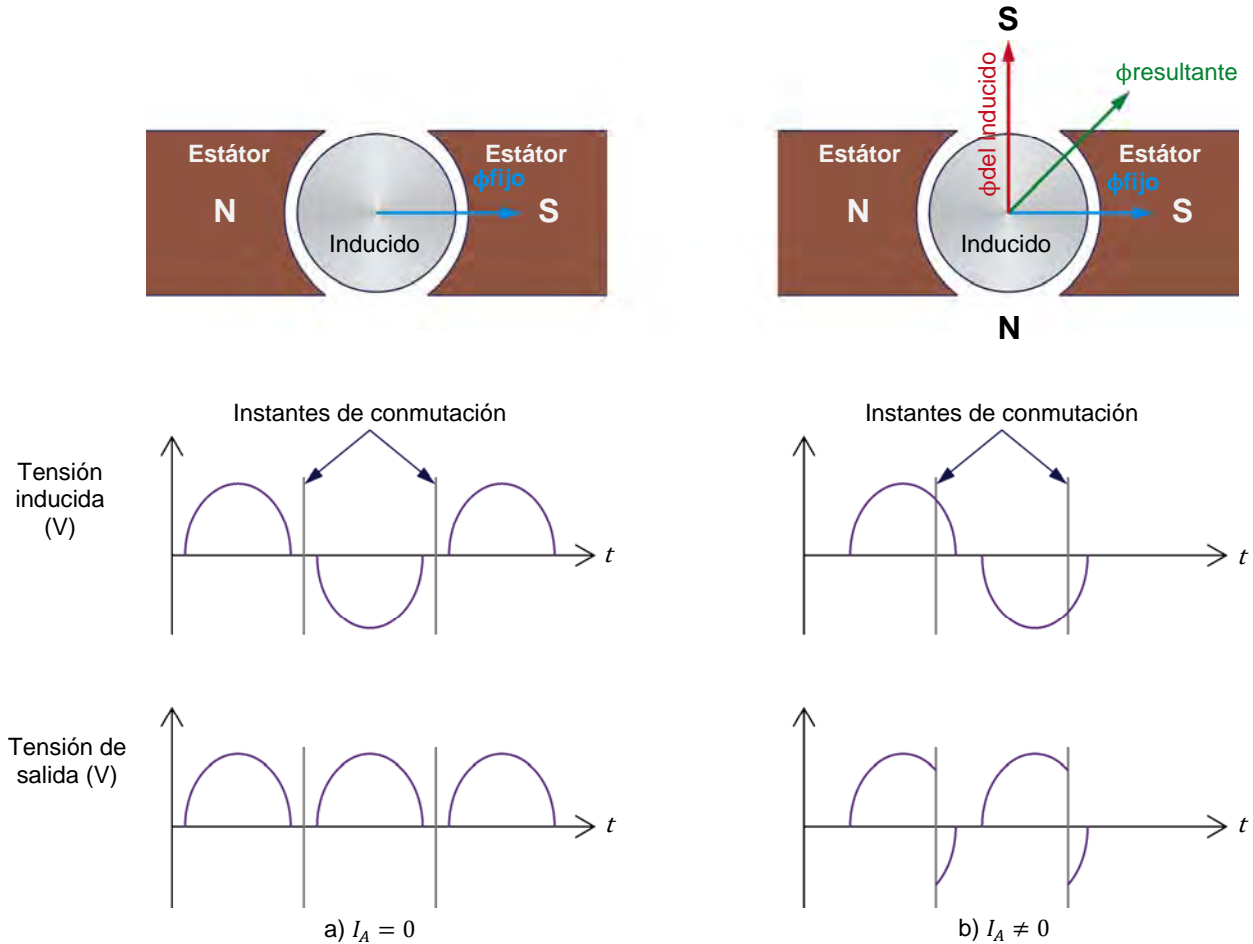 Estátor
Estátor
ϕfijo
N
S
Inducido
S
ϕdel Inducido
ϕresultante
Estátor
Estátor
ϕfijo
N
S
Inducido
N
Instantes de conmutación
Tensión
inducida
(V)
t
Instantes de conmutación
t
Tensión de
salida (V)
t
t
a) I_A = 0
b) I_A ≠ 0